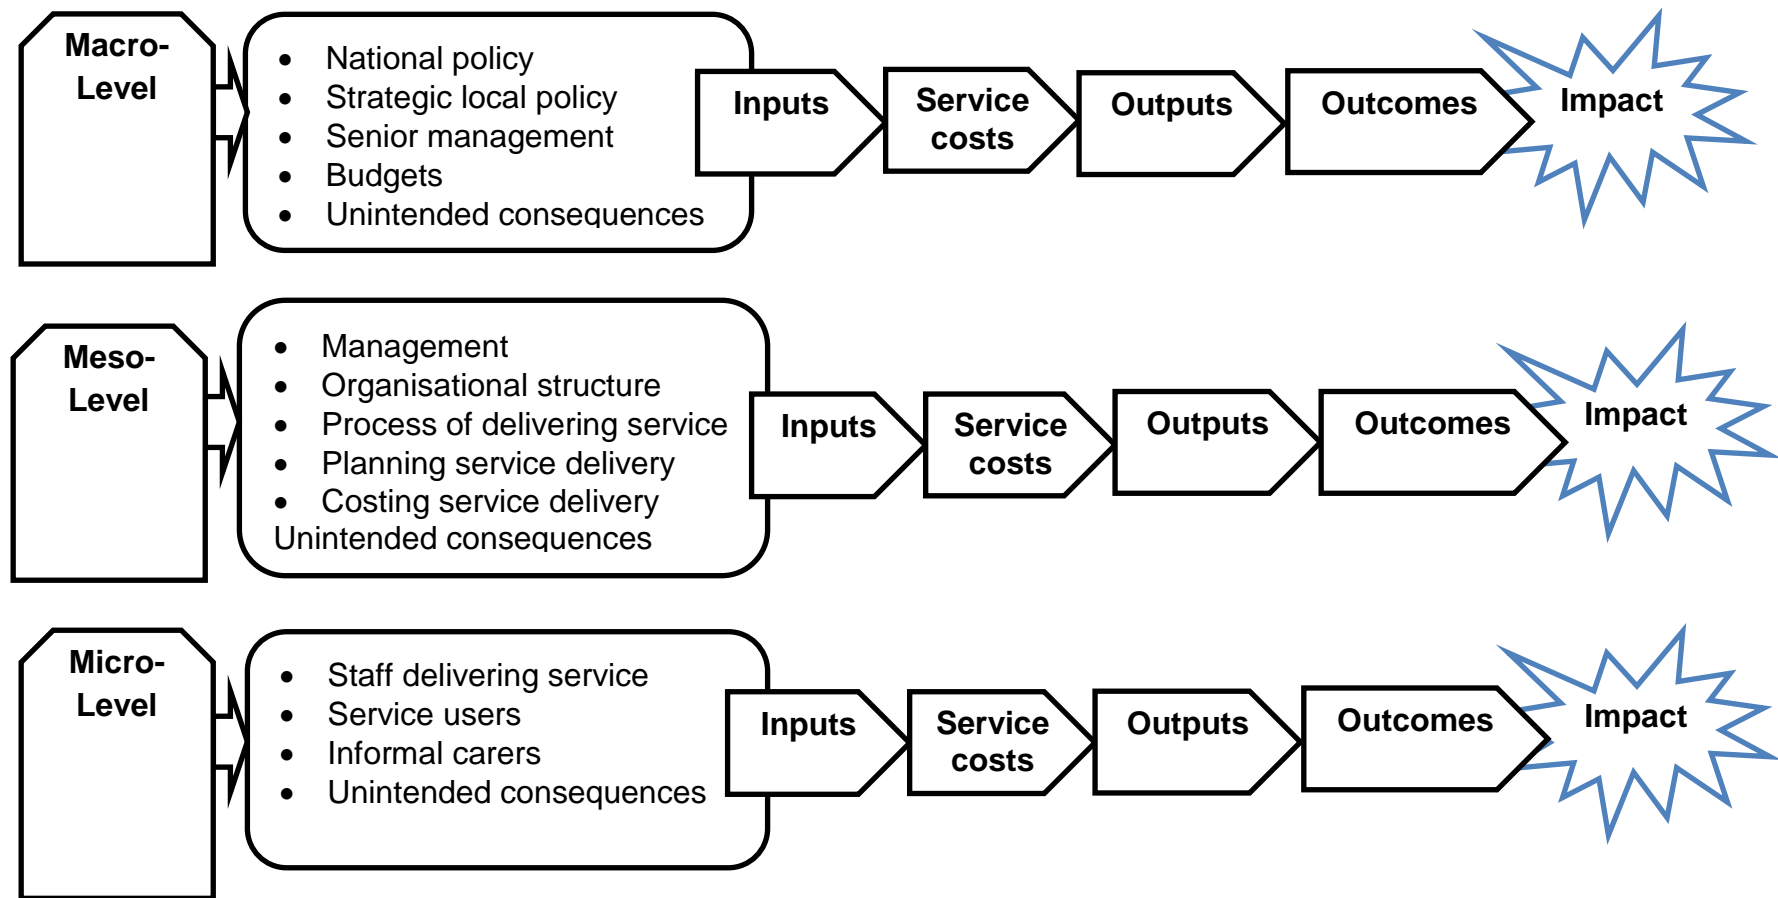 Macro-
Level
• National policy
• Strategic local policy
• Senior management
• Budgets
• Unintended consequences
Inputs
Service
costs
Outputs
Outcomes
Impact
Meso-
Level
• Management
• Organisational structure
• Process of delivering service
• Planning service delivery
• Costing service delivery
Unintended consequences
Inputs
Service
costs
Outputs
Outcomes
Impact
Micro-
Level
• Staff delivering service
• Service users
• Informal carers
• Unintended consequences
Inputs
Service
costs
Outputs
Outcomes
Impact